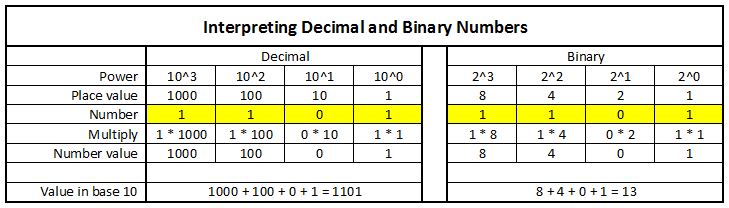 Interpreting Decimal and Binary Numbers
Decimal Binary
Power 10^3 10^2 10^1 10^0 2^3 2^2 2^1 2^0
Place value 1000 100 10 1 8 4 2 1
Number 1 1 0 1 1 1 0 1
Multiply 1 * 1000 1 * 100 0 * 10 1 * 1 1 * 8 1 * 4 0 * 2 1 * 1
Number value 1000 100 0 1 8 4 0 1
Value in base 10 1000 + 100 + 0 + 1 = 1101 8 + 4 + 0 + 1 = 13